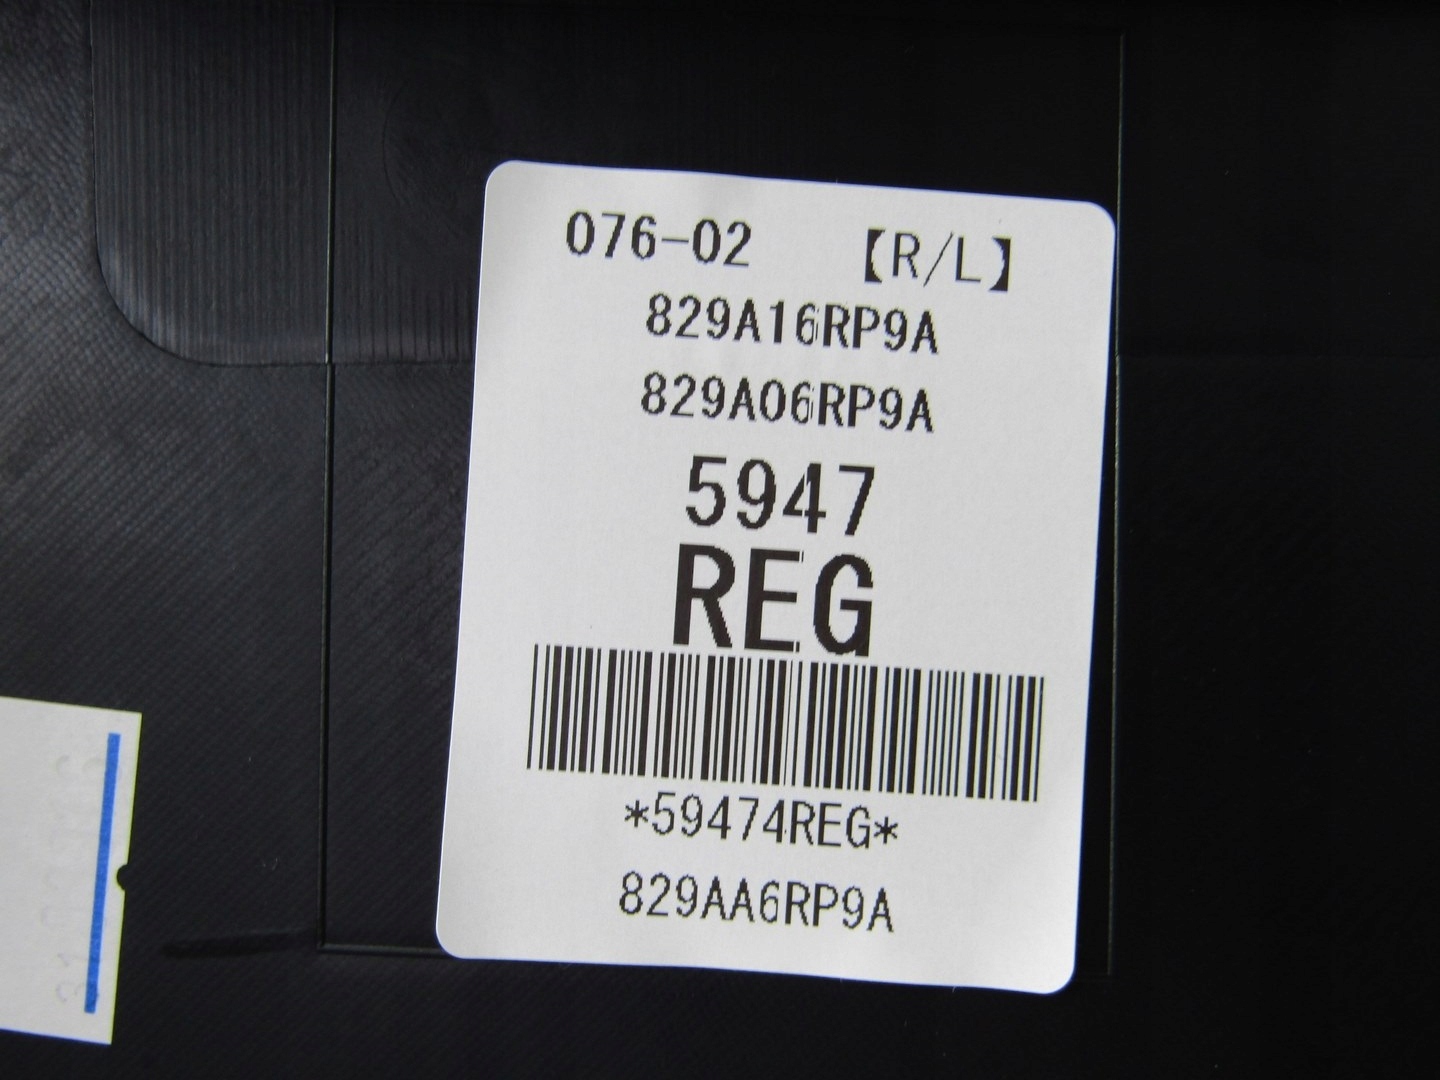 076-02 【R/L】
829A16RP9A
829A06RP9A
5947
REG
*59474REG*
829AA6RP9A